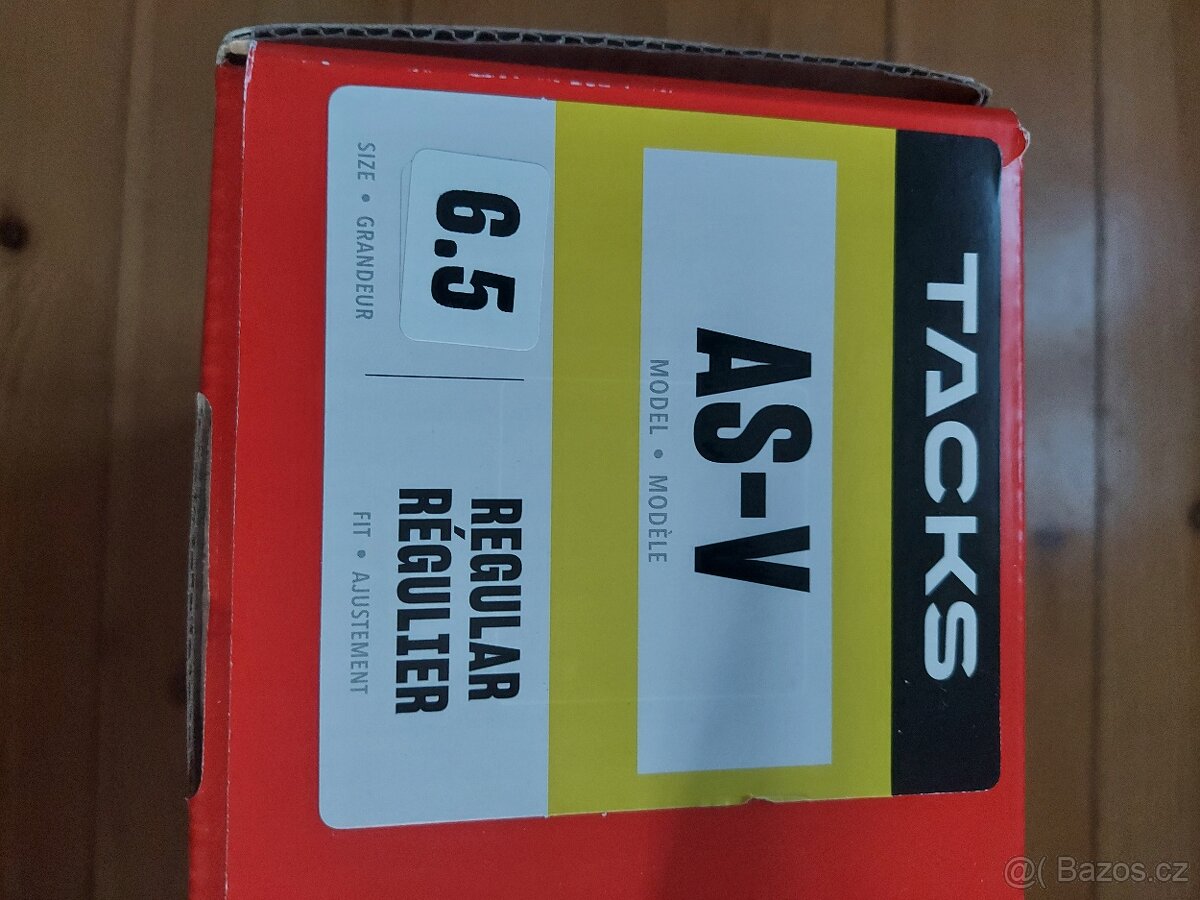 TACKS
AS-V
MODEL • MODÈLE
6.5
SIZE • GRANDEUR
REGULAR
RÉGULIER
FIT • AJUSTEMENT
@( Bazos.cz